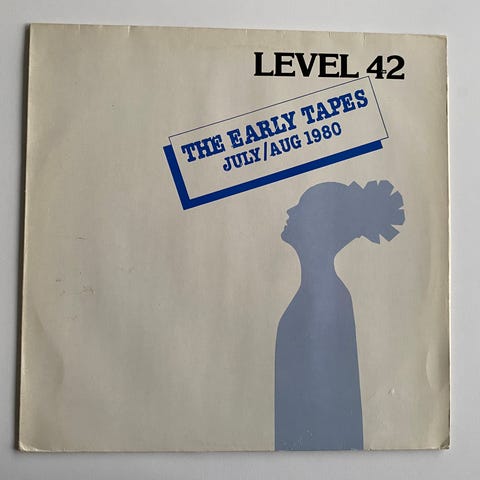 LEVEL 42
THE EARLY TAPES
JULY/AUG 1980